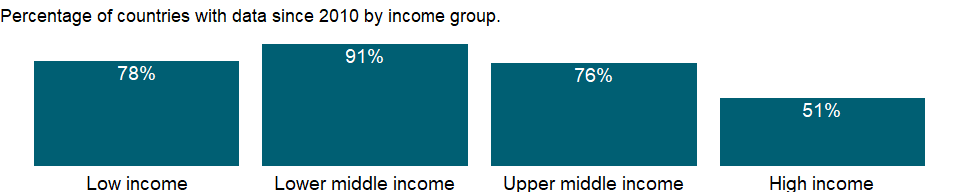 Percentage of countries with data since 2010 by income group.
78%
91%
76%
51%
Low income
Lower middle income
Upper middle income
High income